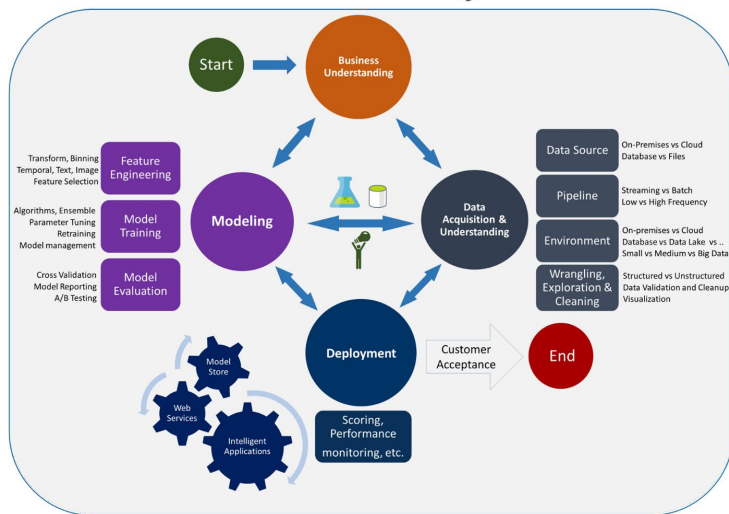 Start
Business
Understanding
Transform, Binning
Temporal, Text, Image
Feature Selection
Feature
Engineering
Algorithms, Ensemble
Parameter Tuning
Retraining
Model management
Model
Training
Cross Validation
Model Reporting
A/B Testing
Model
Evaluation
Modeling
Data
Acquisition &
Understanding
Data Source
On-Premises vs Cloud
Database vs Files
Pipeline
Streaming vs Batch
Low vs High Frequency
Environment
On-premises vs Cloud
Database vs Data Lake vs ..
Small vs Medium vs Big Data
Wrangling,
Exploration &
Cleaning
Structured vs Unstructured
Data Validation and Cleanup
Visualization
Deployment
Customer
Acceptance
End
Model
Store
Web
Services
Intelligent
Applications
Scoring,
Performance
monitoring, etc.